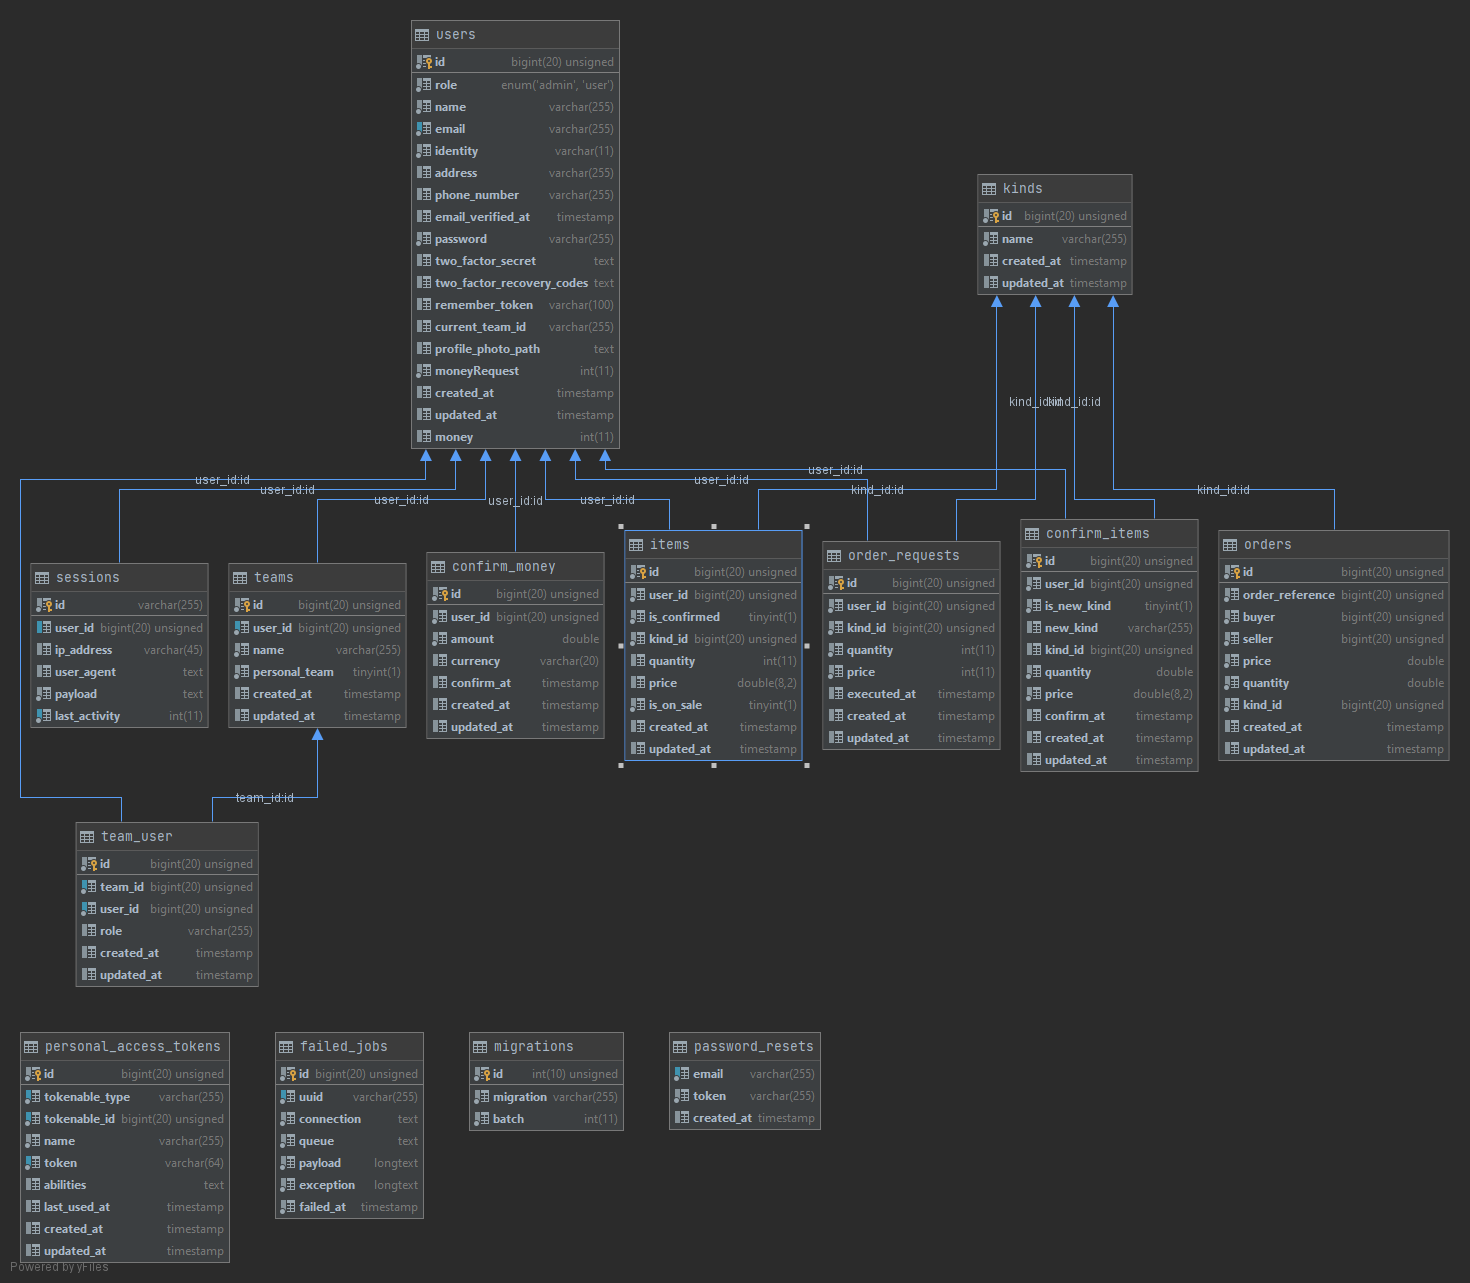 users
id bigint(20) unsigned
role enum('admin', 'user')
name varchar(255)
email varchar(255)
identity varchar(11)
address varchar(255)
phone_number varchar(255)
email_verified_at timestamp
password varchar(255)
two_factor_secret text
two_factor_recovery_codes text
remember_token varchar(100)
current_team_id varchar(255)
profile_photo_path text
moneyRequest int(11)
created_at timestamp
updated_at timestamp
money int(11)
kinds
id bigint(20) unsigned
name varchar(255)
created_at timestamp
updated_at timestamp
kind_id:id
kind_id:id
user_id:id
user_id:id
user_id:id
user_id:id
user_id:id
user_id:id
user_id:id
kind_id:id
kind_id:id
sessions
id varchar(255)
user_id bigint(20) unsigned
ip_address varchar(45)
user_agent text
payload text
last_activity int(11)
teams
id bigint(20) unsigned
user_id bigint(20) unsigned
name varchar(255)
personal_team tinyint(1)
created_at timestamp
updated_at timestamp
confirm_money
id bigint(20) unsigned
user_id bigint(20) unsigned
amount double
currency varchar(20)
confirm_at timestamp
created_at timestamp
updated_at timestamp
items
id bigint(20) unsigned
user_id bigint(20) unsigned
is_confirmed tinyint(1)
kind_id bigint(20) unsigned
quantity int(11)
price double(8,2)
is_on_sale tinyint(1)
created_at timestamp
updated_at timestamp
order_requests
id bigint(20) unsigned
user_id bigint(20) unsigned
kind_id bigint(20) unsigned
quantity int(11)
price int(11)
executed_at timestamp
created_at timestamp
updated_at timestamp
confirm_items
id bigint(20) unsigned
user_id bigint(20) unsigned
is_new_kind tinyint(1)
new_kind varchar(255)
kind_id bigint(20) unsigned
quantity double
price double(8,2)
confirm_at timestamp
created_at timestamp
updated_at timestamp
orders
id bigint(20) unsigned
order_reference bigint(20) unsigned
buyer bigint(20) unsigned
seller bigint(20) unsigned
price double
quantity double
kind_id bigint(20) unsigned
created_at timestamp
updated_at timestamp
team_id:id
team_user
id bigint(20) unsigned
team_id bigint(20) unsigned
user_id bigint(20) unsigned
role varchar(255)
created_at timestamp
updated_at timestamp
personal_access_tokens
id bigint(20) unsigned
tokenable_type varchar(255)
tokenable_id bigint(20) unsigned
name varchar(255)
token varchar(64)
abilities text
last_used_at timestamp
created_at timestamp
updated_at timestamp
failed_jobs
id bigint(20) unsigned
uuid varchar(255)
connection text
queue text
payload longtext
exception longtext
failed_at timestamp
migrations
id int(10) unsigned
migration varchar(255)
batch int(11)
password_resets
email varchar(255)
token varchar(255)
created_at timestamp
Powered by yFiles